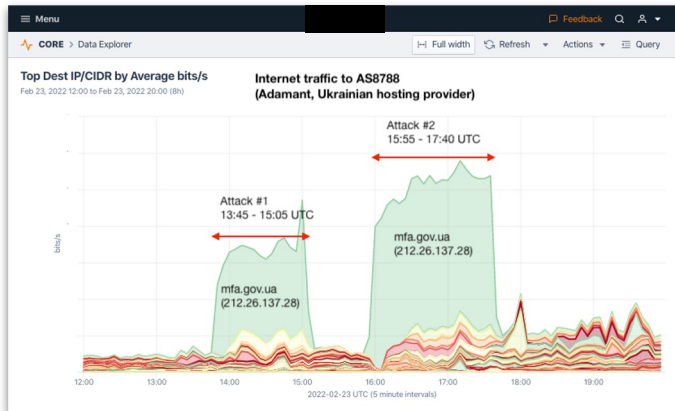 Menu
Feedback
CORE > Data Explorer
Full width
Refresh
Actions
Query
Top Dest IP/CIDR by Average bits/s
Feb 23, 2022 12:00 to Feb 23, 2022 20:00 (8h)
Internet traffic to AS8788
(Adamant, Ukrainian hosting provider)
Attack #2
15:55 - 17:40 UTC
Attack #1
13:45 - 15:05 UTC
mfa.gov.ua
(212.26.137.28)
mfa.gov.ua
(212.26.137.28)
bits/s
12:00 13:00 14:00 15:00 16:00 17:00 18:00 19:00
2022-02-23 UTC (5 minute intervals)